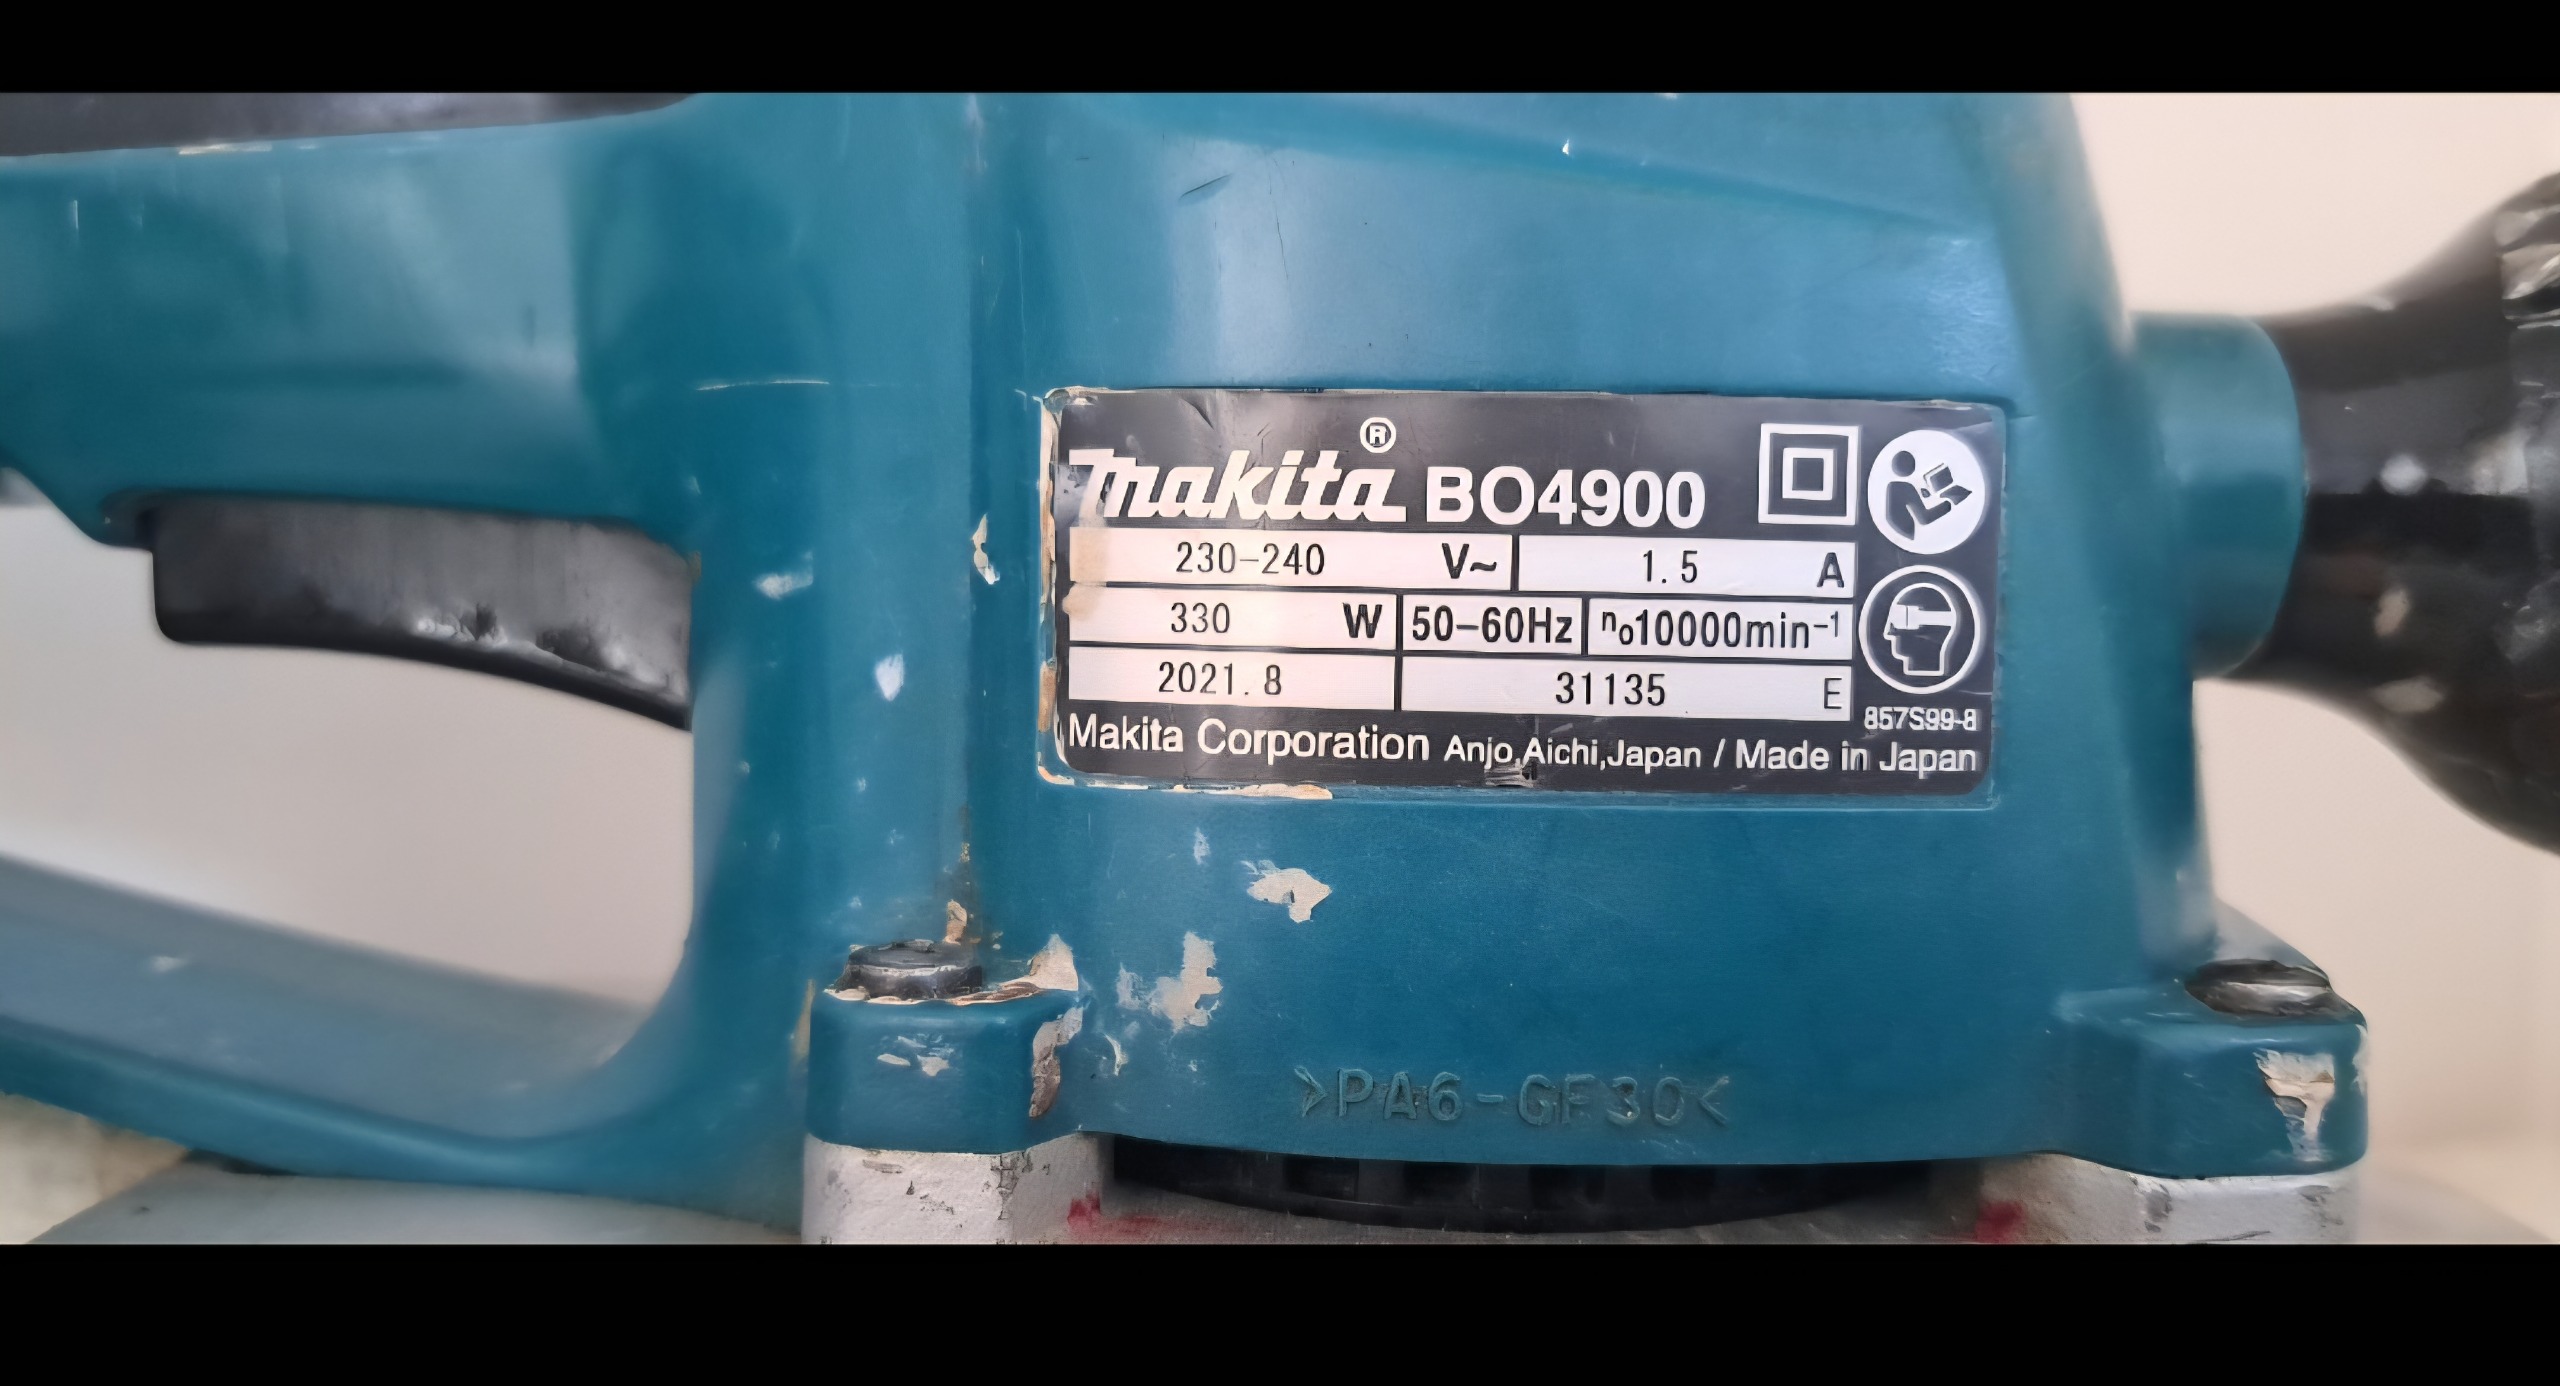 makita® BO4900
230-240 V~ 1.5 A
330 W 50-60Hz n₀10000min⁻¹
2021.8 31135 E
857S99-8
Makita Corporation Anjo,Aichi,Japan / Made in Japan
>PA6-GF30<